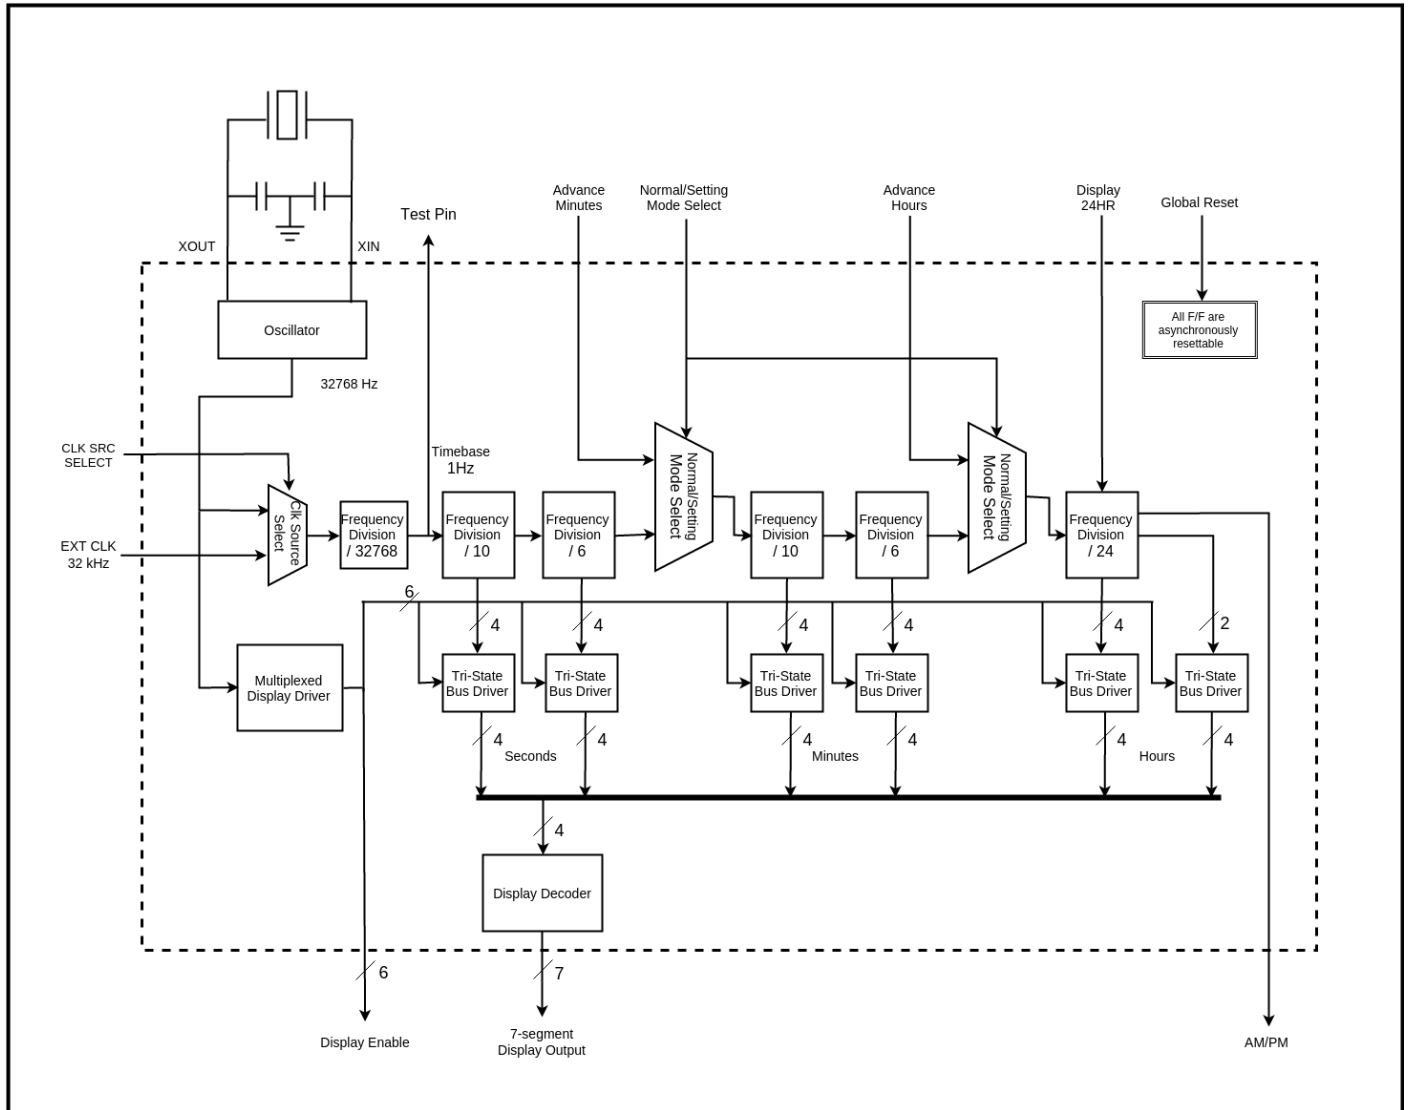 Test Pin
Advance
Minutes
Normal/Setting
Mode Select
Advance
Hours
Display
24HR
Global Reset
XOUT
XIN
Oscillator
All F/F are
asynchronously
resettable
32768 Hz
CLK SRC
SELECT
Timebase
1Hz
EXT CLK
32 kHz
Clk Source
Select
Frequency
Division
/ 32768
Frequency
Division
/ 10
Frequency
Division
/ 6
Normal/Setting
Mode Select
Frequency
Division
/ 10
Frequency
Division
/ 6
Normal/Setting
Mode Select
Frequency
Division
/ 24
6
4
4
4
4
4
2
Multiplexed
Display Driver
Tri-State
Bus Driver
Tri-State
Bus Driver
Tri-State
Bus Driver
Tri-State
Bus Driver
Tri-State
Bus Driver
Tri-State
Bus Driver
4
4
4
4
4
4
Seconds
Minutes
Hours
4
Display Decoder
6
7
Display Enable
7-segment
Display Output
AM/PM